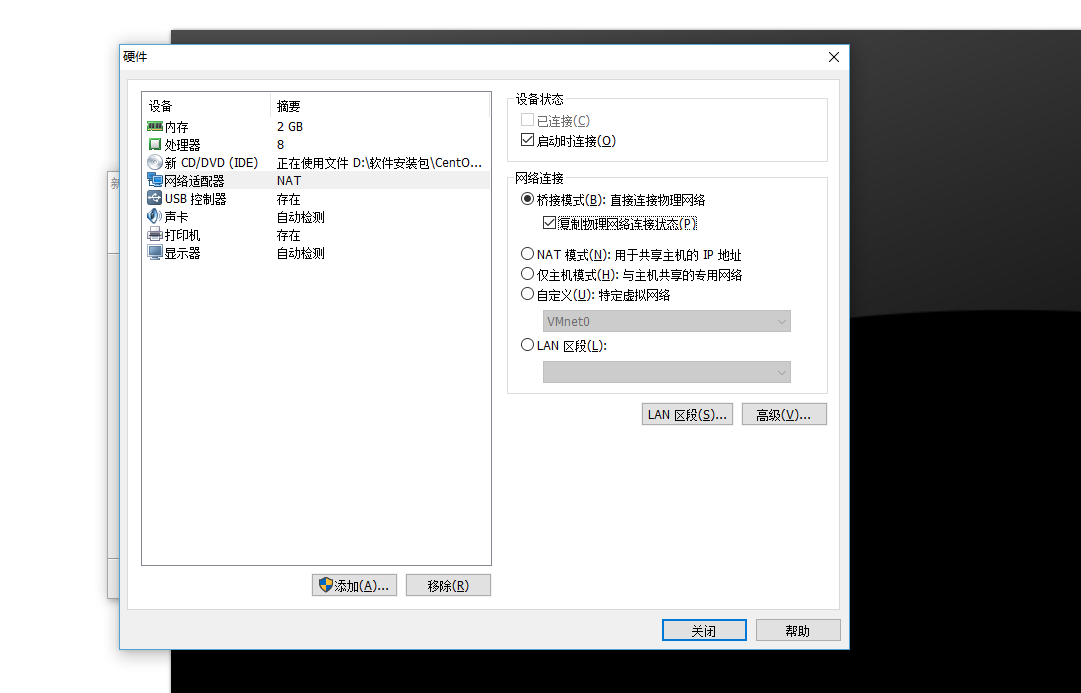 硬件
设备 摘要
内存 2 GB
处理器 8
新 CD/DVD (IDE) 正在使用文件 D:\软件安装包\CentO...
网络适配器 NAT
USB 控制器 存在
声卡 自动检测
打印机 存在
显示器 自动检测
添加(A)... 移除(R)
设备状态
已连接(C)
启动时连接(O)
网络连接
桥接模式(B): 直接连接物理网络
复制物理网络连接状态(P)
NAT 模式(N): 用于共享主机的 IP 地址
仅主机模式(H): 与主机共享的专用网络
自定义(U): 特定虚拟网络
VMnet0
LAN 区段(L):
LAN 区段(S)... 高级(V)...
关闭 帮助
新